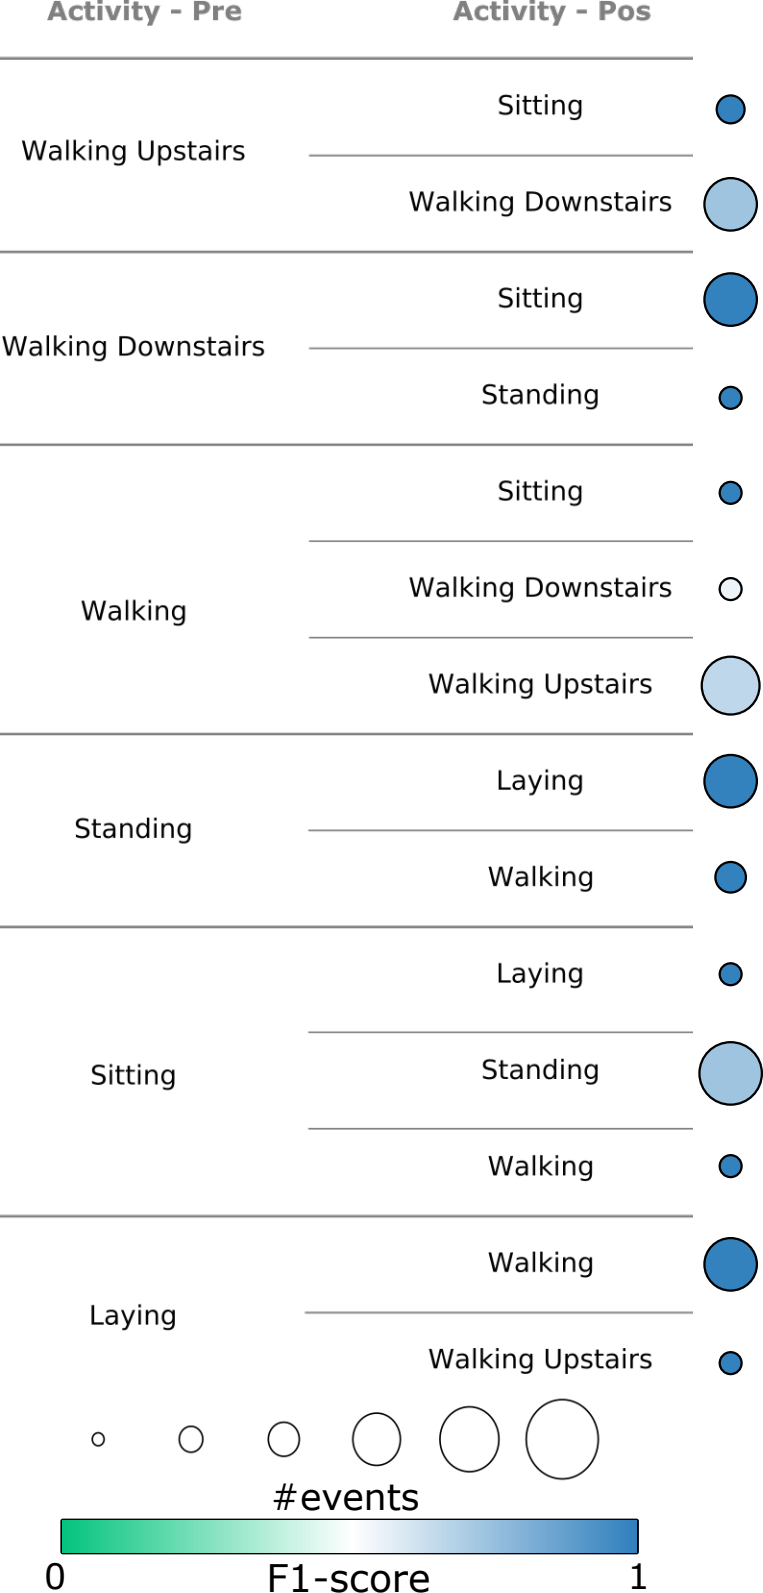 Activity - Pre
Activity - Pos
Walking Upstairs
Sitting
Walking Downstairs
Walking Downstairs
Sitting
Standing
Walking
Sitting
Walking Downstairs
Walking Upstairs
Standing
Laying
Walking
Sitting
Laying
Standing
Walking
Laying
Walking
Walking Upstairs
#events
0
F1-score
1